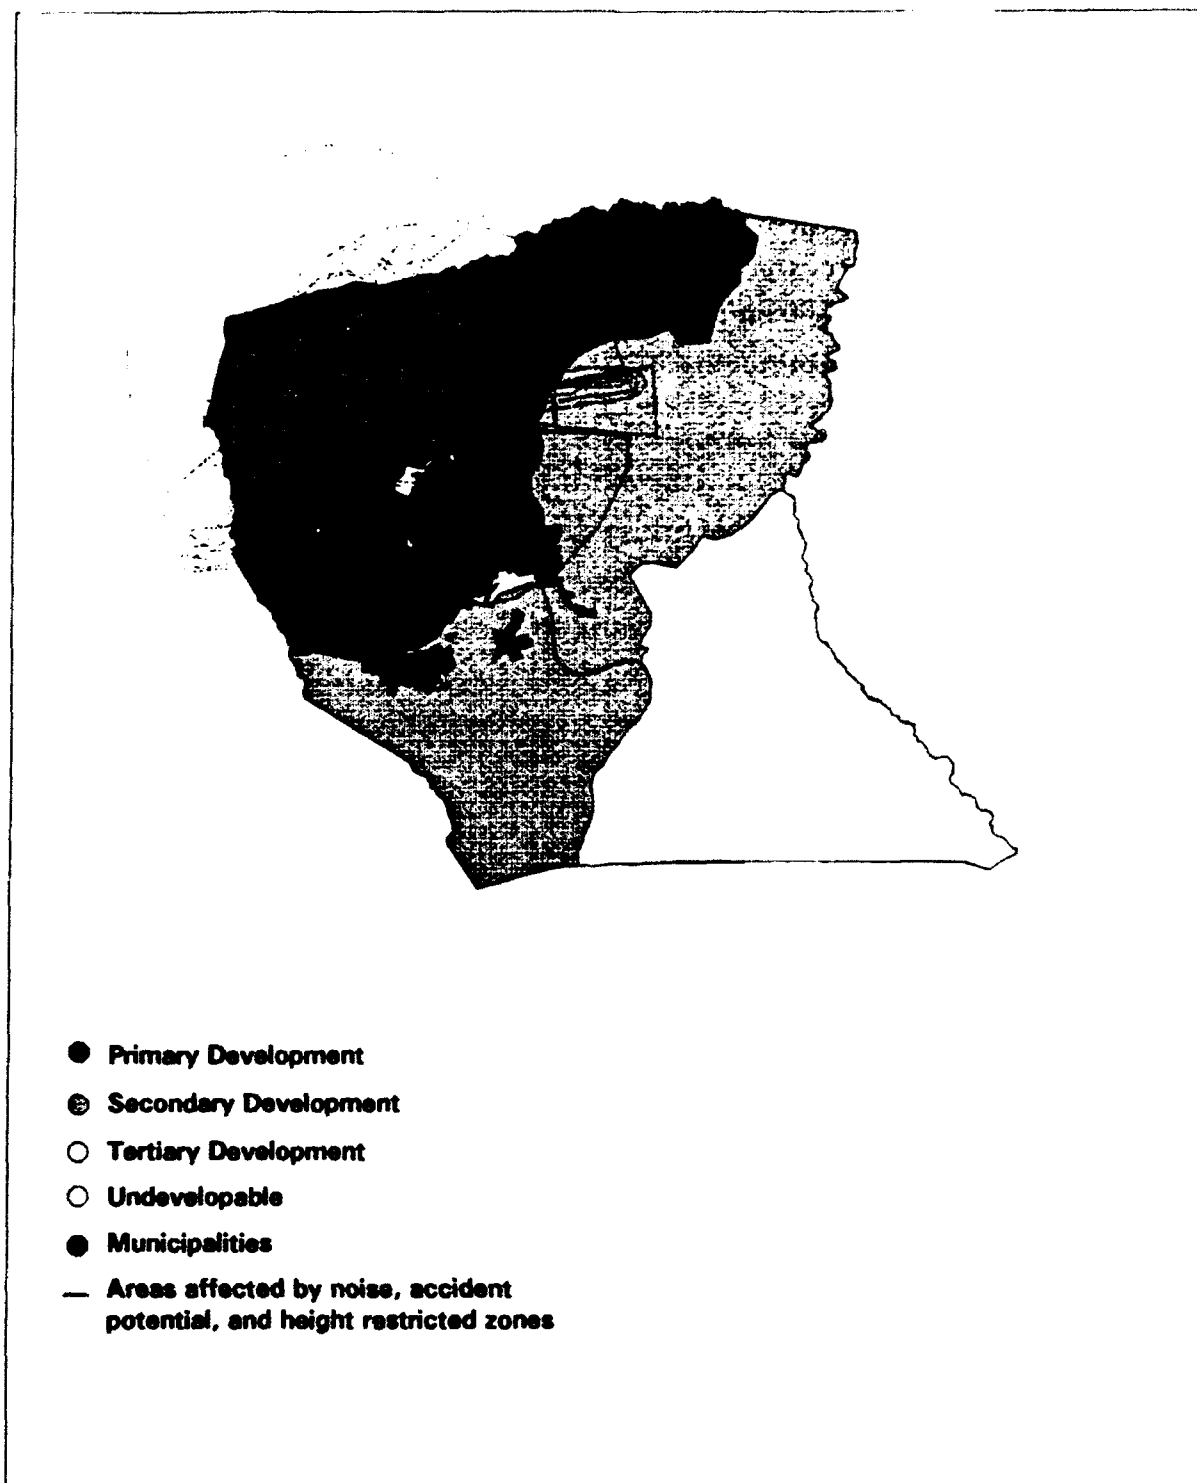 Primary Development
Secondary Development
Tertiary Development
Undevelopable
Municipalities
Areas affected by noise, accident
potential, and height restricted zones